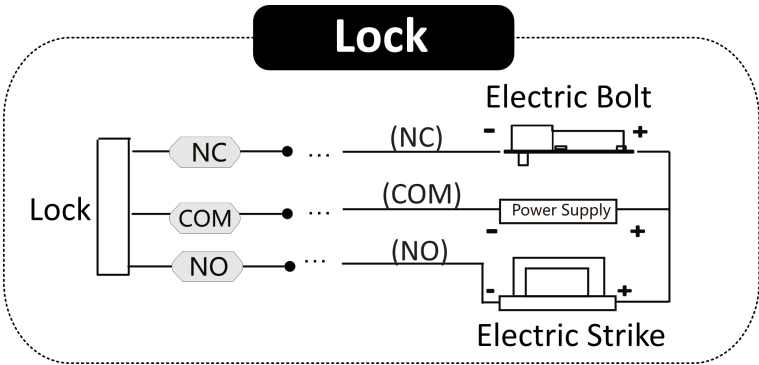 Lock
Electric Bolt
- +
NC ... (NC)
(COM)
Lock COM ... Power Supply
- +
NO ... (NO)
- +
Electric Strike